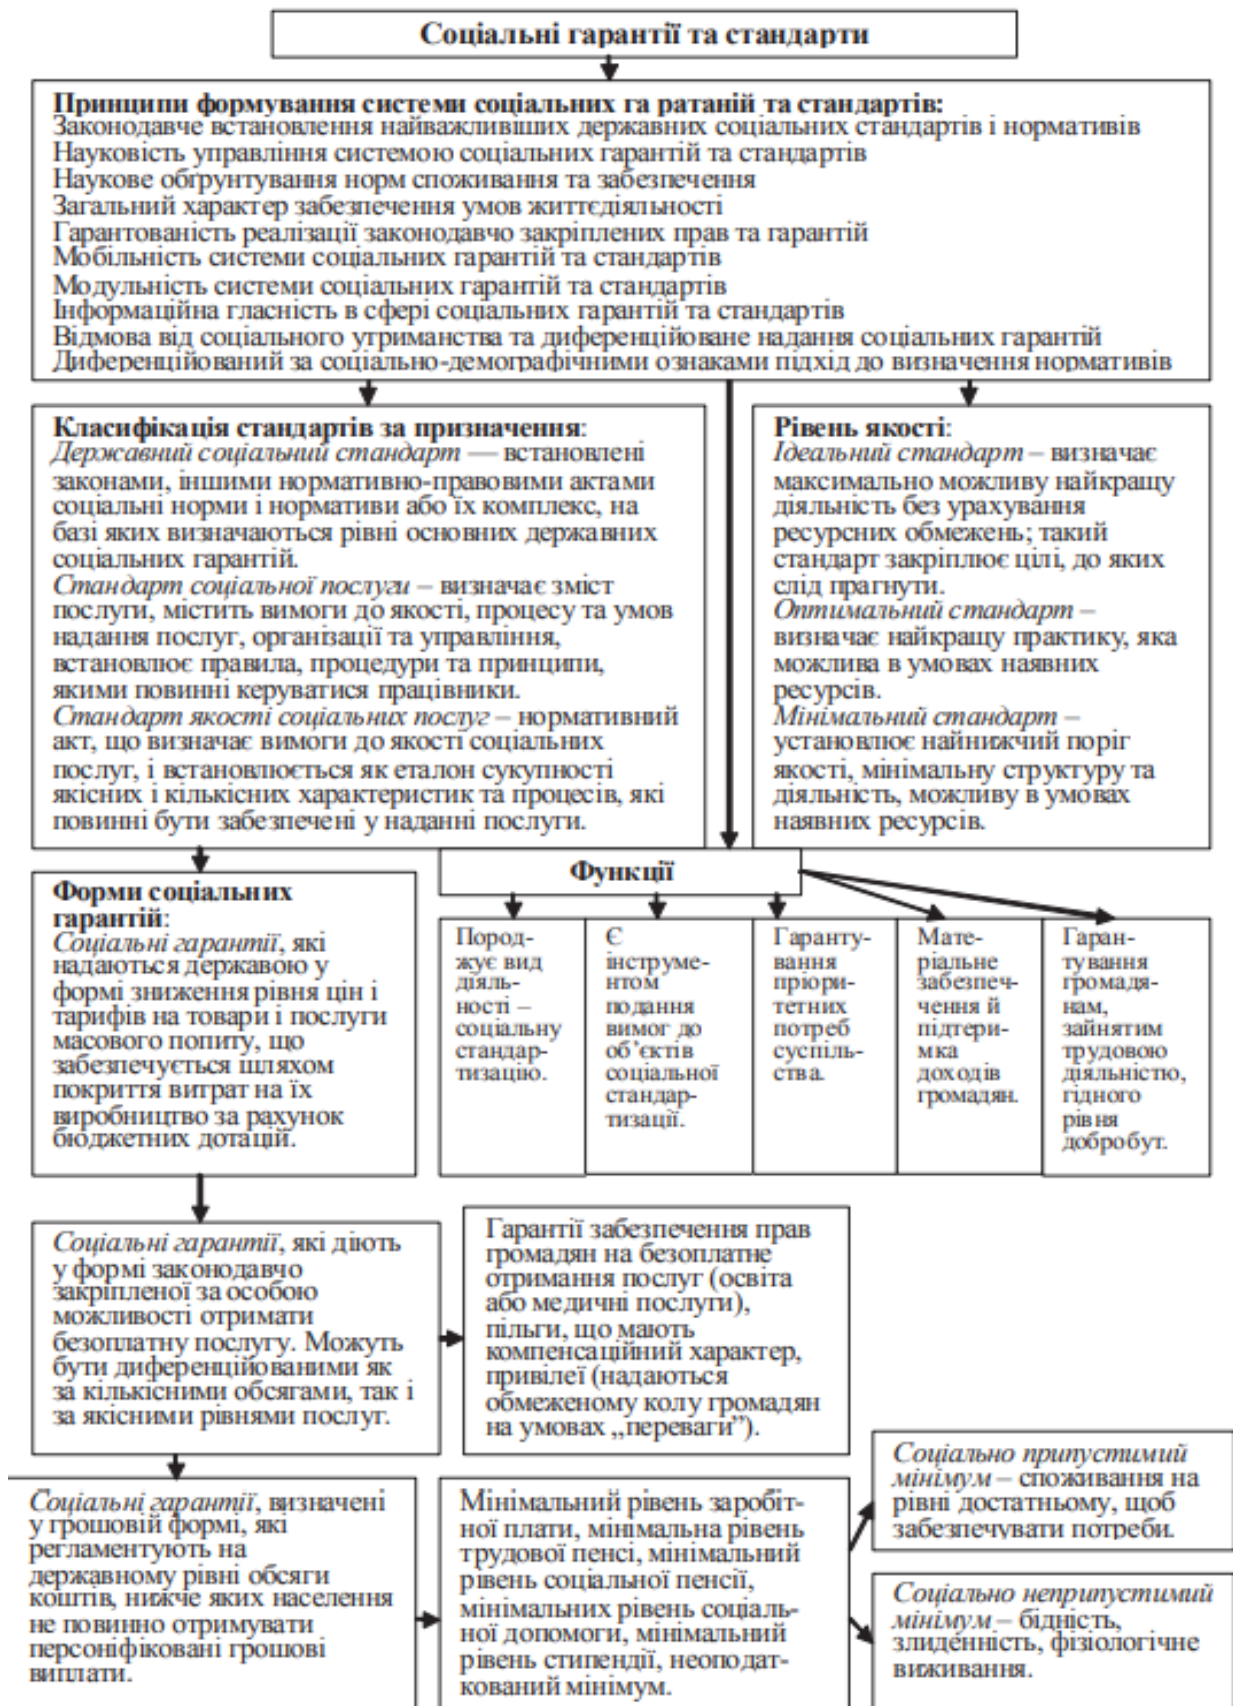 Соціальні гарантії та стандарти
Принципи формування системи соціальних га ратаній та стандартів:
Законодавче встановлення найважливіших державних соціальних стандартів і нормативів
Науковість управління системою соціальних гарантій та стандартів
Наукове обґрунтування норм споживання та забезпечення
Загальний характер забезпечення умов життєдіяльності
Гарантованість реалізації законодавчо закріплених прав та гарантій
Мобільність системи соціальних гарантій та стандартів
Модульність системи соціальних гарантій та стандартів
Інформаційна гласність в сфері соціальних гарантій та стандартів
Відмова від соціального утриманства та диференційоване надання соціальних гарантій
Диференційований за соціально-демографічними ознаками підхід до визначення нормативів
Класифікація стандартів за призначення:
Державний соціальний стандарт — встановлені
законами, іншими нормативно-правовими актами
соціальні норми і нормативи або їх комплекс, на
базі яких визначаються рівні основних державних
соціальних гарантій.
Стандарт соціальної послуги – визначає зміст
послуги, містить вимоги до якості, процесу та умов
надання послуг, організації та управління,
встановлює правила, процедури та принципи,
якими повинні керуватися працівники.
Стандарт якості соціальних послуг – нормативний
акт, що визначає вимоги до якості соціальних
послуг, і встановлюється як еталон сукупності
якісних і кількісних характеристик та процесів, які
повинні бути забезпечені у наданні послуги.
Рівень якості:
Ідеальний стандарт – визначає
максимально можливу найкращу
діяльність без урахування
ресурсних обмежень; такий
стандарт закріплює цілі, до яких
слід прагнути.
Оптимальний стандарт –
визначає найкращу практику, яка
можлива в умовах наявних
ресурсів.
Мінімальний стандарт –
установлює найнижчий поріг
якості, мінімальну структуру та
діяльність, можливу в умовах
наявних ресурсів.
Форми соціальних
гарантій:
Соціальні гарантії, які
надаються державою у
формі зниження рівня цін і
тарифів на товари і послуги
масового попиту, що
забезпечується шляхом
покриття витрат на їх
виробництво за рахунок
бюджетних дотацій.
Функції
Пород-
жує вид
діяль-
ності –
соціальну
стандар-
тизацію.
Є
інструме-
нтом
подання
вимог до
об’єктів
соціальної
стандар-
тизації.
Гаранту-
вання
пріори-
тетних
потреб
суспіль-
ства.
Мате-
ріальне
забезпеч-
чення й
підтери-
мка
доходів
громадян.
Гаран-
тування
громадя-
нам,
зайнятим
трудовою
діяльністю,
гідного
рівня
добробут.
Соціальні гарантії, які діють
у формі законодавчо
закріпленої за особою
можливості отримати
безоплатну послугу. Можуть
бути диференційованими як
за кількісними обсягами, так і
за якісними рівнями послуг.
Гарантії забезпечення прав
громадян на безоплатне
отримання послуг (освіта
або медичні послуги),
пільги, що мають
компенсаційний характер,
привілеї (надаються
обмеженому колу громадян
на умовах „переваги”).
Соціальні гарантії, визначені
у грошовій формі, які
регламентують на
державному рівні обсяги
коштів, нижче яких населення
не повинно отримувати
персоніфіковані грошові
виплати.
Мінімальний рівень заробіт-
ної плати, мінімальна рівень
трудової пенсі, мінімальний
рівень соціальної пенсії,
мінімальних рівень соціаль-
ної допомоги, мінімальний
рівень стипендії, неоподат-
кований мінімум.
Соціально припустимий
мінімум – споживання на
рівні достатньому, щоб
забезпечувати потреби.
Соціально неприпустимий
мінімум – бідність,
злиденність, фізіологічне
виживання.